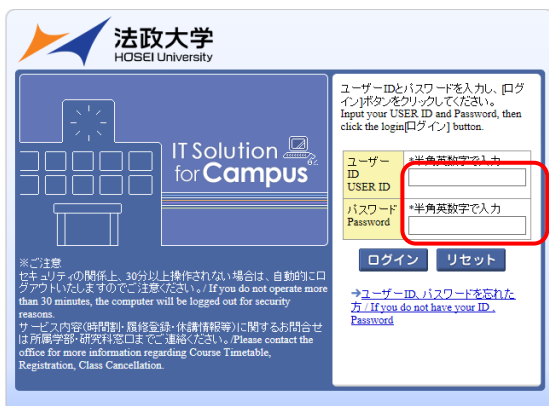 法政大学
HOSEI University
IT Solution
for Campus
※ご注意
セキュリティの関係上、30分以上操作されない場合は、自動的にロ
グアウトいたしますのでご注意ください。/ If you do not operate more
than 30 minutes, the computer will be logged out for security
reasons.
サービス内容(時間割・履修登録・休講情報等)に関するお問合せ
は所属学部・研究科窓口までご連絡ください。/Please contact the
office for more information regarding Course Timetable,
Registration, Class Cancellation.
ユーザーIDとパスワードを入力し、[ログ
イン]ボタンをクリックしてください。
Input your USER ID and Password, then
click the login[ログイン] button.
ユーザー
ID
USER ID
*半角英数字で入力
パスワード
Password
*半角英数字で入力
ログイン
リセット
→ユーザーID、パスワードを忘れた
方 / If you do not have your ID ,
Password